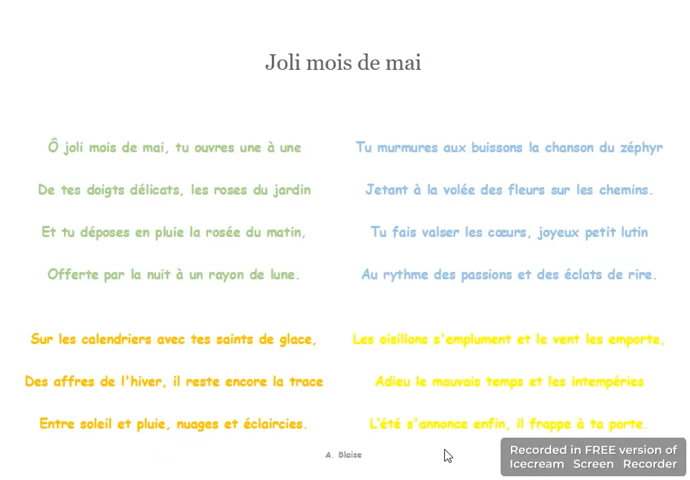 Joli mois de mai
Ô joli mois de mai, tu ouvres une à une
De tes doigts délicats, les roses du jardin
Et tu déposes en pluie la rosée du matin,
Offerte par la nuit à un rayon de lune.
Tu murmures aux buissons la chanson du zéphyr
Jetant à la volée des fleurs sur les chemins.
Tu fais valser les cœurs, joyeux petit lutin
Au rythme des passions et des éclats de rire.
Sur les calendriers avec tes saints de glace,
Des affres de l'hiver, il reste encore la trace
Entre soleil et pluie, nuages et éclaircies.
Les oisillons s'emplument et le vent les emporte,
Adieu le mauvais temps et les intempéries
L'été s'annonce enfin, il frappe à ta porte.
A. Blaise
Recorded in FREE version of
Icecream Screen Recorder